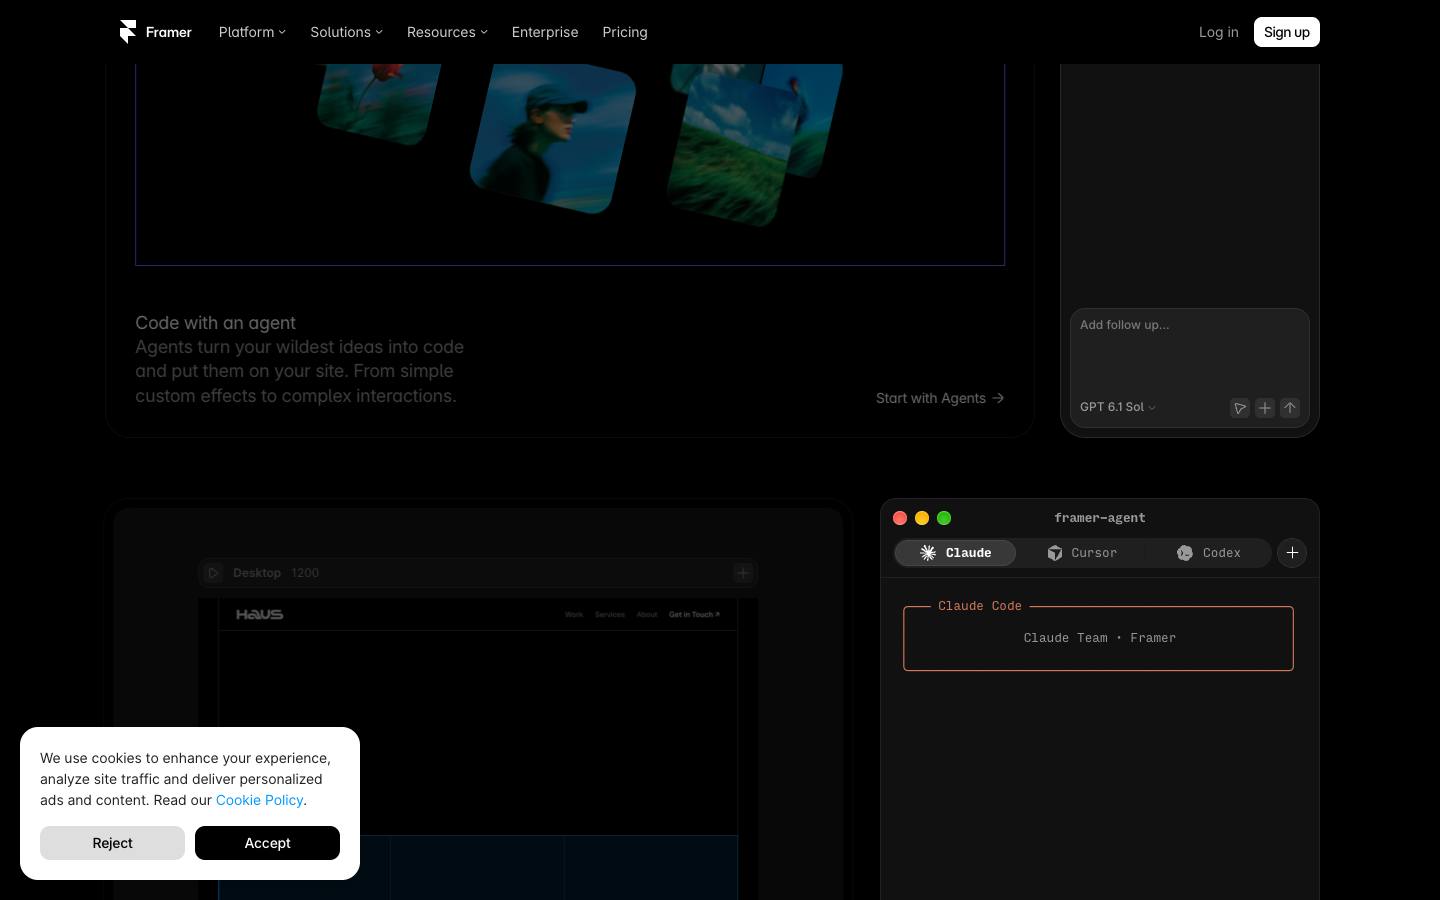 Framer
Platform
Solutions
Resources
Enterprise
Pricing
Log in
Sign up
Code with an agent
Agents turn your wildest ideas into code
and put them on your site. From simple
custom effects to complex interactions.
Start with Agents →
Add follow up...
GPT 6.1 Sol
Desktop 1200
HAUS
Work
Services
About
Get in Touch ↗
framer-agent
Claude
Cursor
Codex
Claude Code
Claude Team • Framer
We use cookies to enhance your experience,
analyze site traffic and deliver personalized
ads and content. Read our Cookie Policy.
Reject
Accept